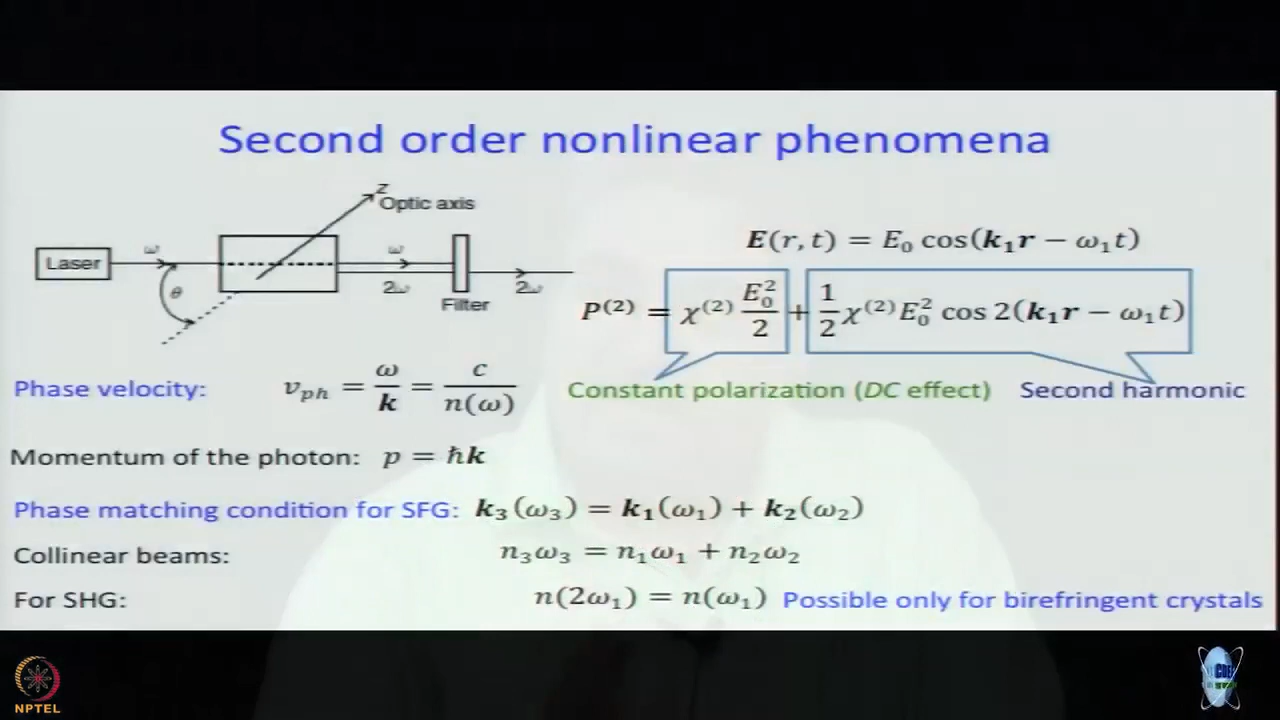 Second order nonlinear phenomena
z
Optic axis
Laser
ω
θ
ω
2ω
Filter
2ω
E(r, t) = E₀ cos(k₁r − ω₁t)
P⁽²⁾ = χ⁽²⁾ E₀²/2 + 1/2 χ⁽²⁾E₀² cos 2(k₁r − ω₁t)
Phase velocity: v_ph = ω/k = c/n(ω)
Constant polarization (DC effect) Second harmonic
Momentum of the photon: p = ℏk
Phase matching condition for SFG: k₃(ω₃) = k₁(ω₁) + k₂(ω₂)
Collinear beams: n₃ω₃ = n₁ω₁ + n₂ω₂
For SHG: n(2ω₁) = n(ω₁) Possible only for birefringent crystals
NPTEL